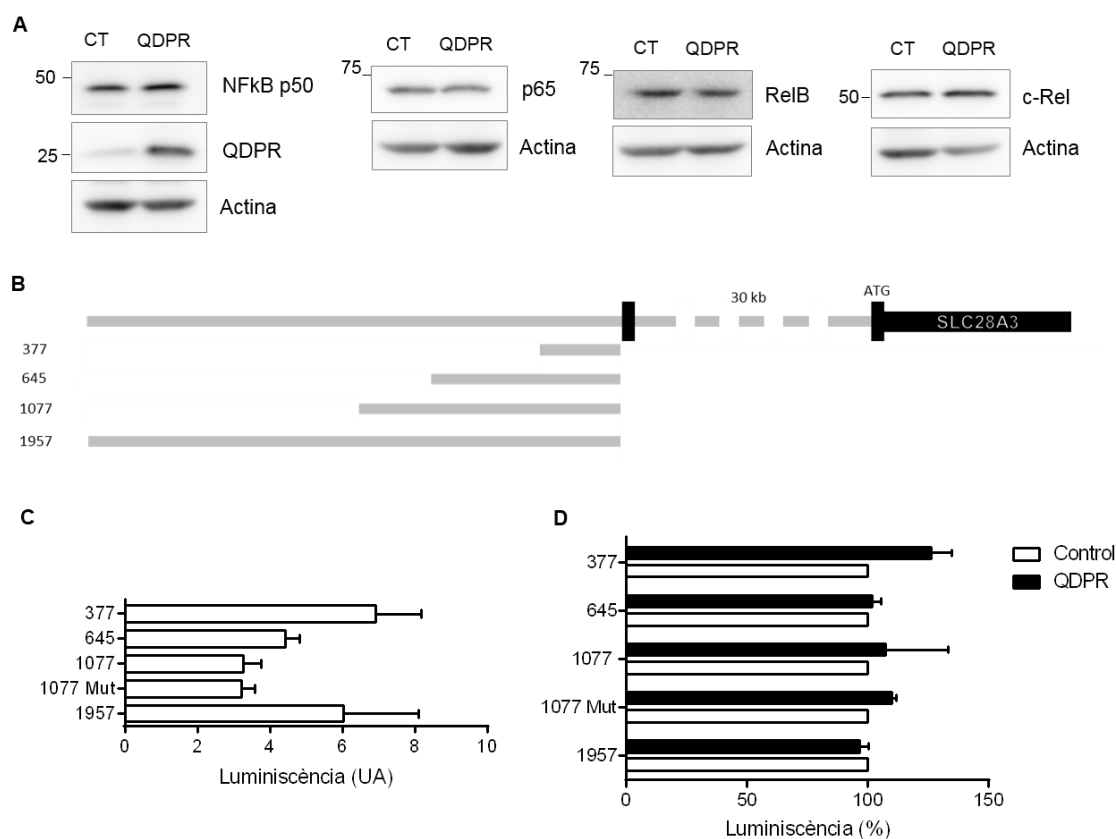 A
CT QDPR
50
NFkB p50
25
QDPR
Actina
CT QDPR
75
p65
Actina
CT QDPR
75
RelB
Actina
CT QDPR
50
c-Rel
Actina
B
30 kb
ATG
SLC28A3
377
645
1077
1957
C
377
645
1077
1077 Mut
1957
0 2 4 6 8 10
Luminiscència (UA)
D
Control
QDPR
377
645
1077
1077 Mut
1957
0 50 100 150
Luminiscència (%)